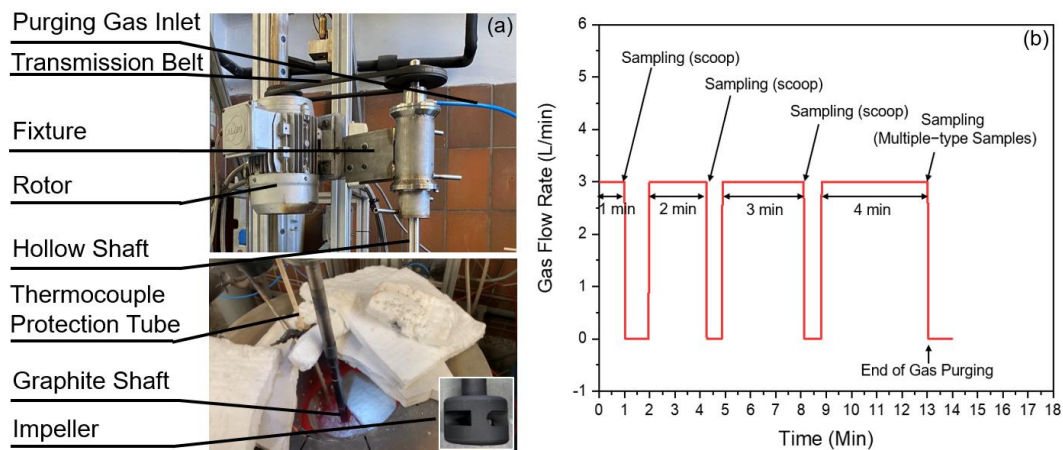 (a)
Purging Gas Inlet
Transmission Belt
Fixture
Rotor
Hollow Shaft
Thermocouple
Protection Tube
Graphite Shaft
Impeller
(b)
Gas Flow Rate (L/min)
6
5
4
3
2
1
0
-1
Sampling (scoop)
Sampling (scoop)
Sampling (scoop)
Sampling
(Multiple-type Samples)
1 min
2 min
3 min
4 min
End of Gas Purging
0 1 2 3 4 5 6 7 8 9 10 11 12 13 14 15 16 17 18
Time (Min)